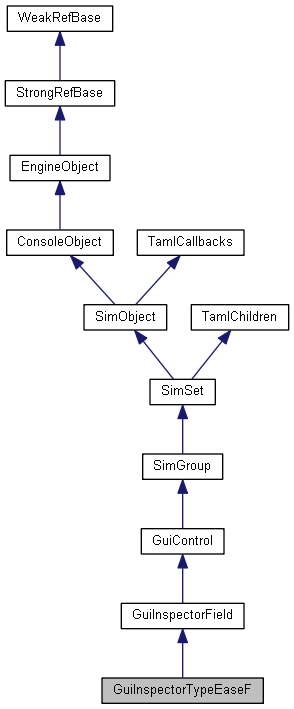 WeakRefBase
StrongRefBase
EngineObject
ConsoleObject
TamlCallbacks
SimObject
TamlChildren
SimSet
SimGroup
GuiControl
GuiInspectorField
GuiInspectorTypeEaseF